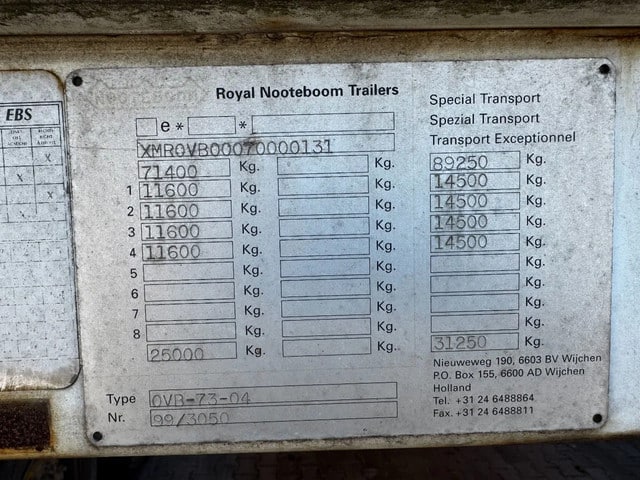 EBS
Royal Nooteboom Trailers
Special Transport
Spezial Transport
Transport Exceptionnel
e* *
XMR0VB00070000131
71400 Kg. Kg. 89250 Kg.
1 11600 Kg. Kg. 14500 Kg.
2 11600 Kg. Kg. 14500 Kg.
3 11600 Kg. Kg. 14500 Kg.
4 11600 Kg. Kg. 14500 Kg.
5 Kg. Kg. Kg.
6 Kg. Kg. Kg.
7 Kg. Kg. Kg.
8 Kg. Kg. Kg.
25000 Kg. Kg. 31250 Kg.
Type OVB-73-04
Nr. 99/3050
Nieuweweg 190, 6603 BV Wijchen
P.O. Box 155, 6600 AD Wijchen
Holland
Tel. +31 24 6488864
Fax. +31 24 6488811